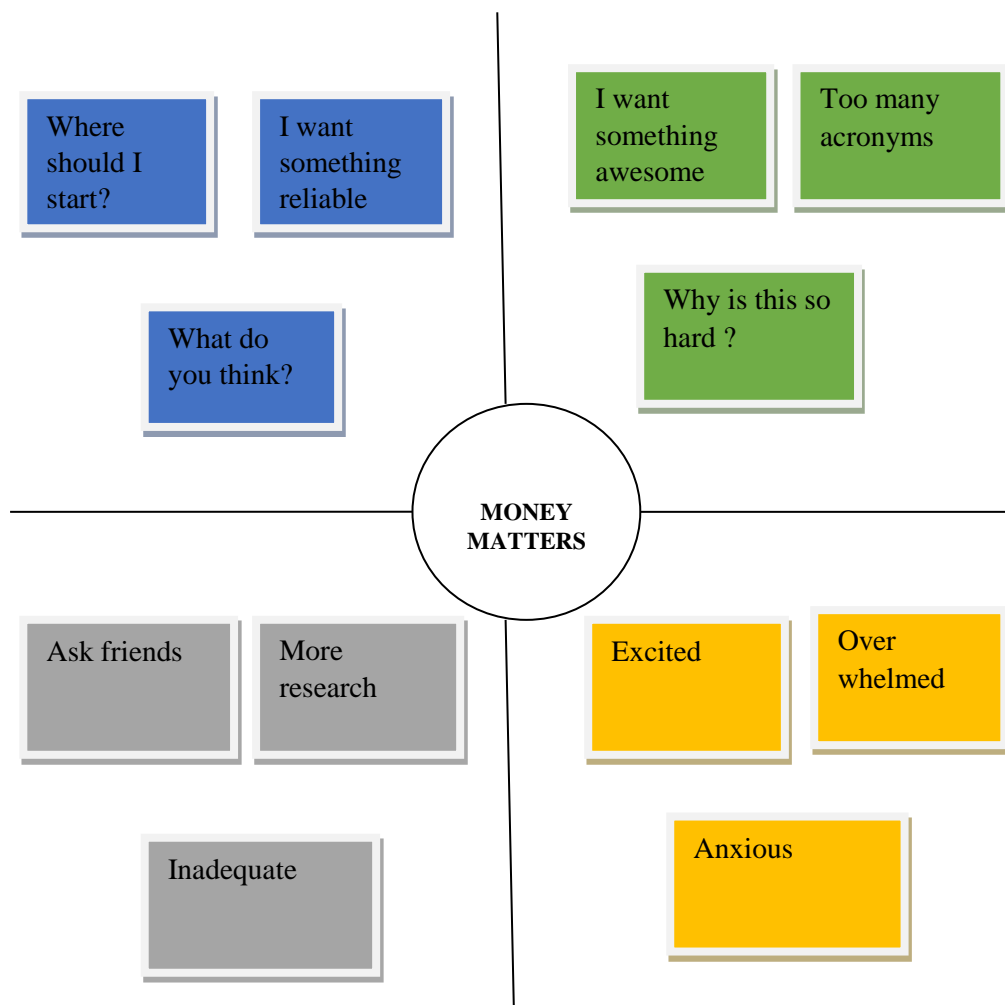 Where
should I
start?
I want
something
reliable
What do
you think?
I want
something
awesome
Too many
acronyms
Why is this so
hard ?
MONEY
MATTERS
Ask friends
More
research
Inadequate
Excited
Over
whelmed
Anxious